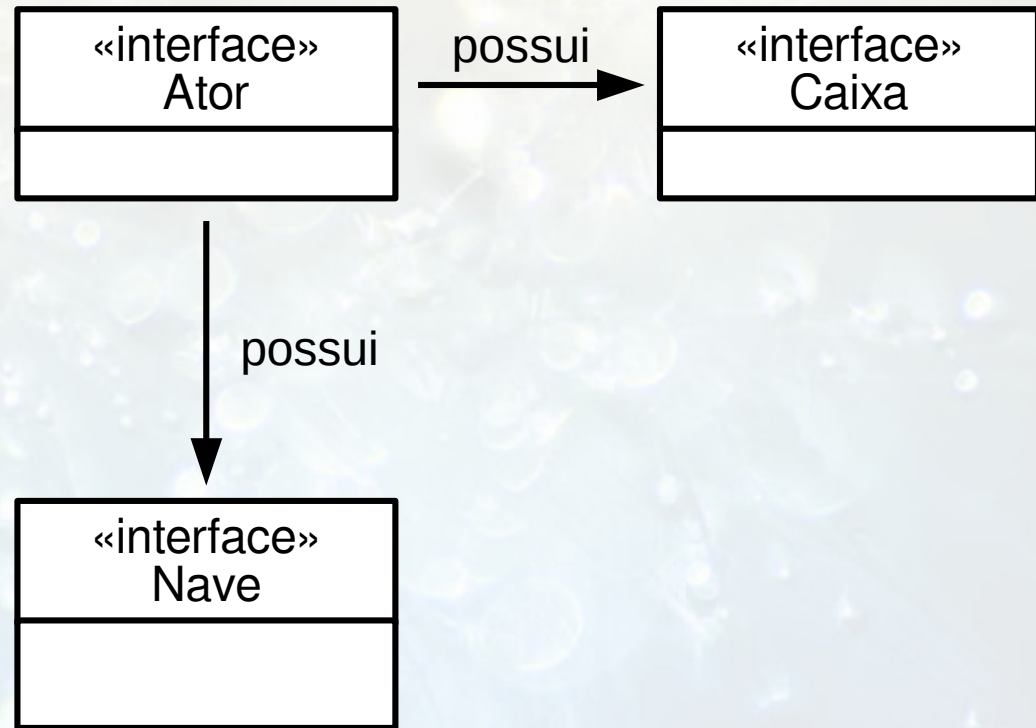 «interface»
Ator
possui
«interface»
Caixa
possui
«interface»
Nave